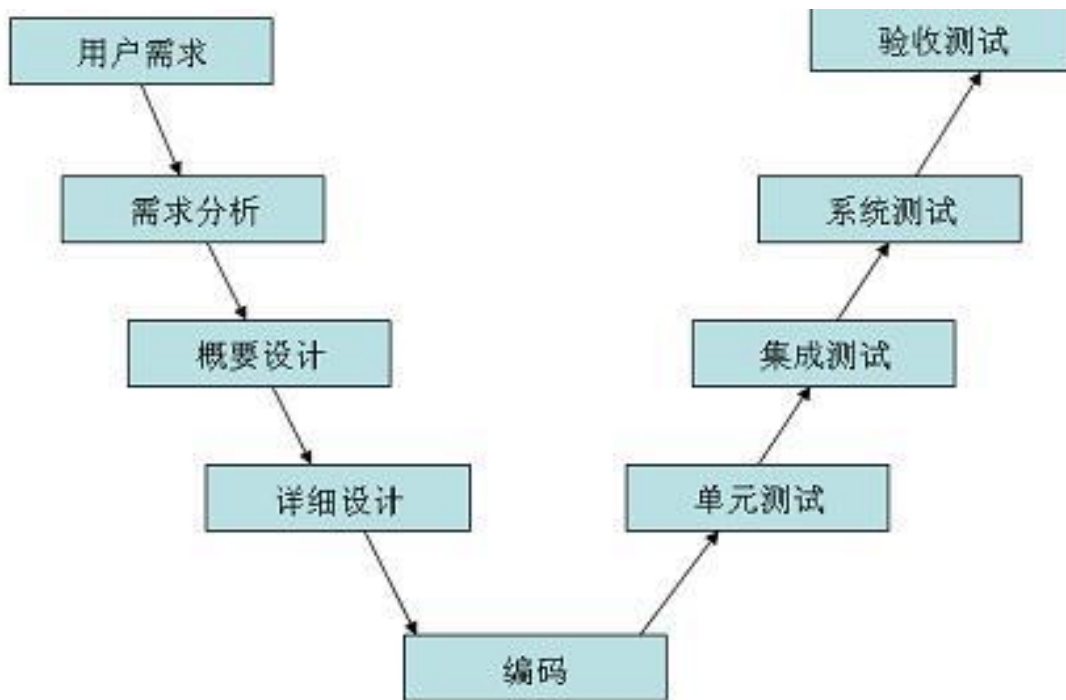 用户需求
验收测试
需求分析
系统测试
概要设计
集成测试
详细设计
单元测试
编码